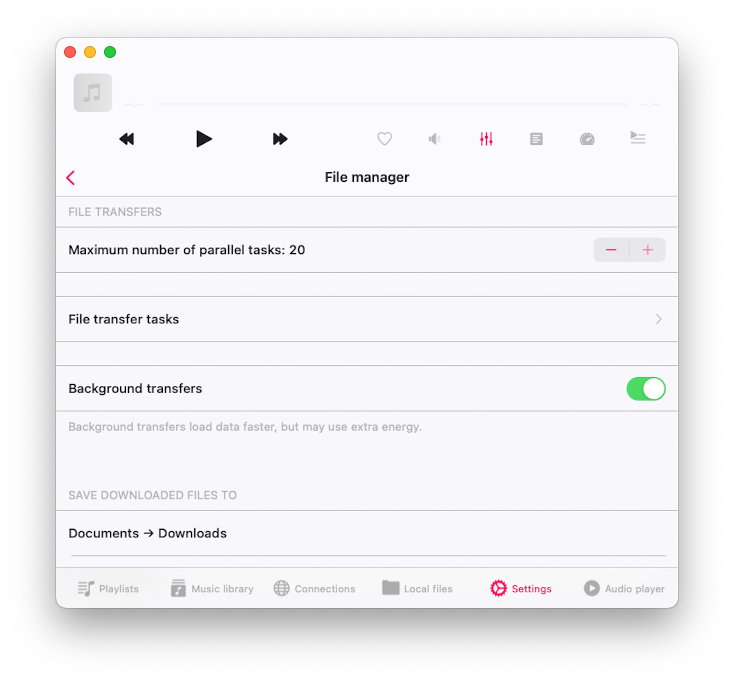 --:--
--:--
File manager
FILE TRANSFERS
Maximum number of parallel tasks: 20
File transfer tasks
Background transfers
Background transfers load data faster, but may use extra energy.
SAVE DOWNLOADED FILES TO
Documents → Downloads
Playlists
Music library
Connections
Local files
Settings
Audio player